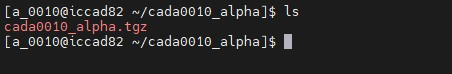 [a_0010@iccad82 ~/cada0010_alpha]$ ls
cada0010_alpha.tgz
[a_0010@iccad82 ~/cada0010_alpha]$